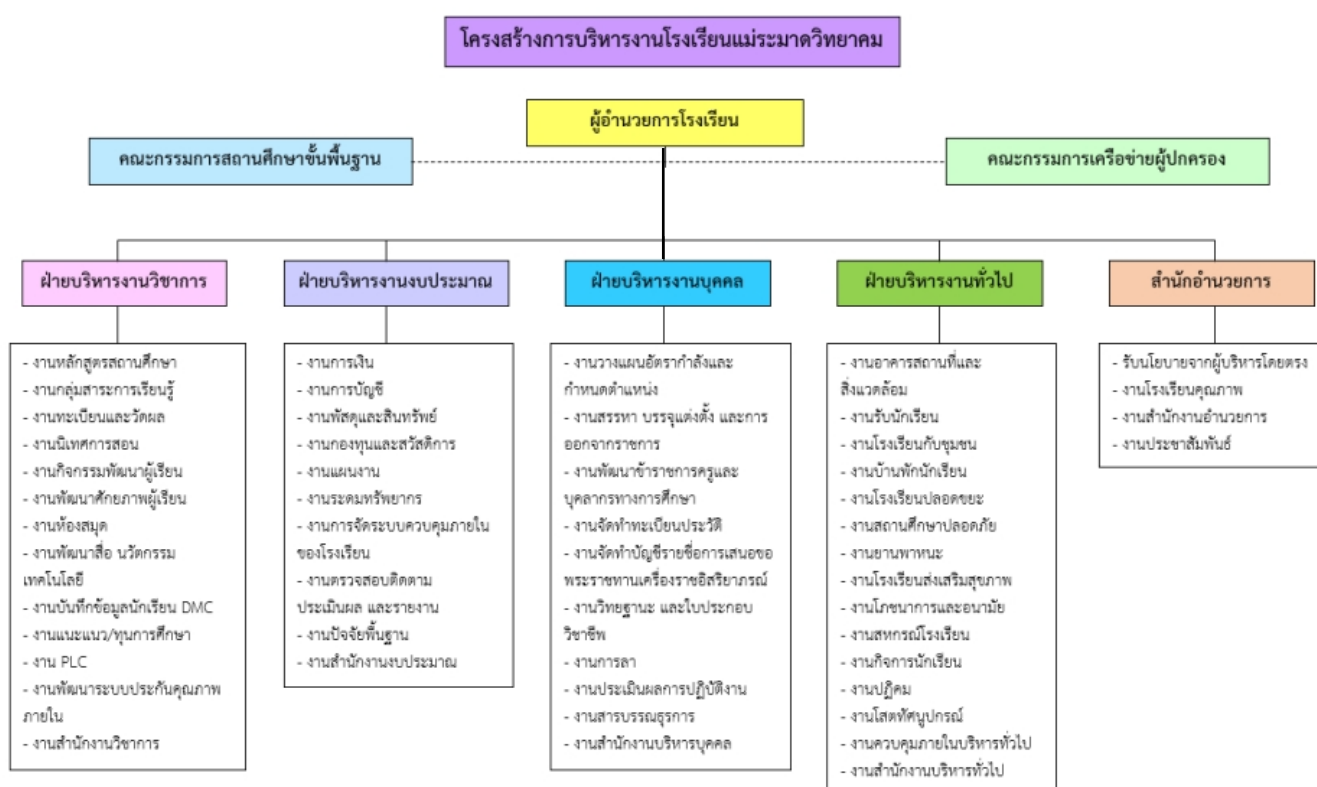 โครงสร้างการบริหารงานโรงเรียนแม่ระมาดวิทยาคม
ผู้อำนวยการโรงเรียน
คณะกรรมการสถานศึกษาขั้นพื้นฐาน
คณะกรรมการเครือข่ายผู้ปกครอง
ฝ่ายบริหารงานวิชาการ
- งานหลักสูตรสถานศึกษา
- งานกลุ่มสาระการเรียนรู้
- งานทะเบียนและวัดผล
- งานนิเทศการสอน
- งานกิจกรรมพัฒนาผู้เรียน
- งานพัฒนาศักยภาพผู้เรียน
- งานห้องสมุด
- งานพัฒนาสื่อ นวัตกรรม
เทคโนโลยี
- งานบันทึกข้อมูลนักเรียน DMC
- งานแนะแนว/ทุนการศึกษา
- งาน PLC
- งานพัฒนาระบบประกันคุณภาพ
ภายใน
- งานสำนักงานวิชาการ
ฝ่ายบริหารงานงบประมาณ
- งานการเงิน
- งานการบัญชี
- งานพัสดุและสินทรัพย์
- งานกองทุนและสวัสดิการ
- งานแผนงาน
- งานระดมทรัพยากร
- งานการจัดระบบควบคุมภายใน
ของโรงเรียน
- งานตรวจสอบติดตาม
ประเมินผล และรายงาน
- งานปัจจัยพื้นฐาน
- งานสำนักงานงบประมาณ
ฝ่ายบริหารงานบุคคล
- งานวางแผนอัตรากำลังและ
กำหนดตำแหน่ง
- งานสรรหา บรรจุแต่งตั้ง และการ
ออกจากราชการ
- งานพัฒนาข้าราชการครูและ
บุคลากรทางการศึกษา
- งานจัดทำทะเบียนประวัติ
- งานจัดทำบัญชีรายชื่อการเสนอขอ
พระราชทานเครื่องราชอิสริยาภรณ์
- งานวิทยฐานะ และใบประกอบ
วิชาชีพ
- งานการลา
- งานประเมินผลการปฏิบัติงาน
- งานสารบรรณธุรการ
- งานสำนักงานบริหารบุคคล
ฝ่ายบริหารงานทั่วไป
- งานอาคารสถานที่และ
สิ่งแวดล้อม
- งานรับนักเรียน
- งานโรงเรียนกับชุมชน
- งานบ้านพักนักเรียน
- งานโรงเรียนปลอดขยะ
- งานสถานศึกษาปลอดภัย
- งานยานพาหนะ
- งานโรงเรียนส่งเสริมสุขภาพ
- งานโภชนาการและอนามัย
- งานสหกรณ์โรงเรียน
- งานกิจการนักเรียน
- งานปฏิคม
- งานโสตทัศนูปกรณ์
- งานควบคุมภายในบริหารทั่วไป
- งานสำนักงานบริหารทั่วไป
สำนักอำนวยการ
- รับนโยบายจากผู้บริหารโดยตรง
- งานโรงเรียนคุณภาพ
- งานสำนักงานอำนวยการ
- งานประชาสัมพันธ์